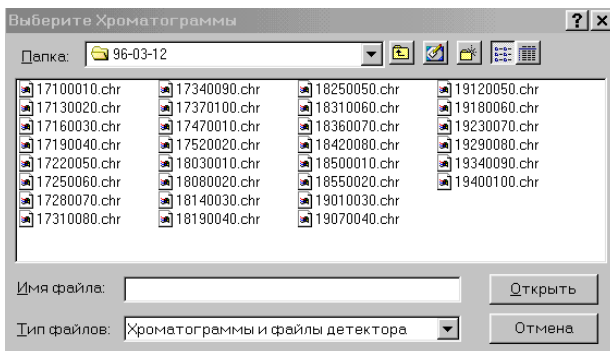 Выберите Хроматограммы
Папка: 96-03-12
17100010.chr 17340090.chr 18250050.chr 19120050.chr
17130020.chr 17370100.chr 18310060.chr 19180060.chr
17160030.chr 17470010.chr 18360070.chr 19230070.chr
17190040.chr 17520020.chr 18420080.chr 19290080.chr
17220050.chr 18030010.chr 18500010.chr 19340090.chr
17250060.chr 18080020.chr 18550020.chr 19400100.chr
17280070.chr 18140030.chr 19010030.chr
17310080.chr 18190040.chr 19070040.chr
Имя файла: Открыть
Тип файлов: Хроматограммы и файлы детектора Отмена